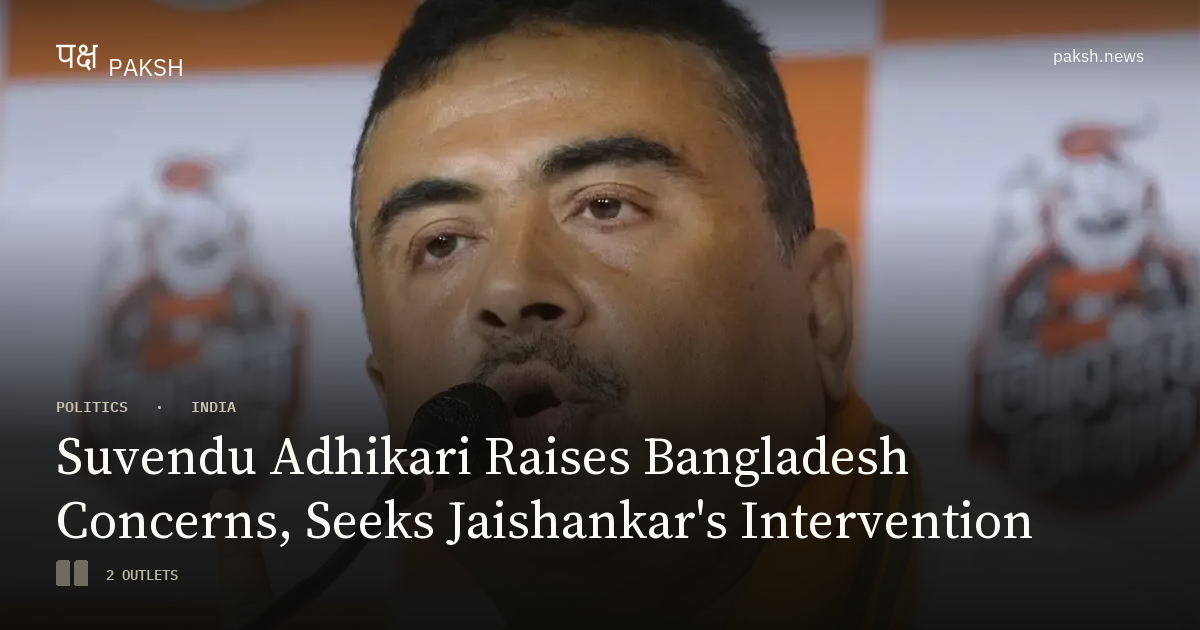 पक्ष PAKSH
paksh.news
POLITICS · INDIA
Suvendu Adhikari Raises Bangladesh
Concerns, Seeks Jaishankar's Intervention
2 OUTLETS